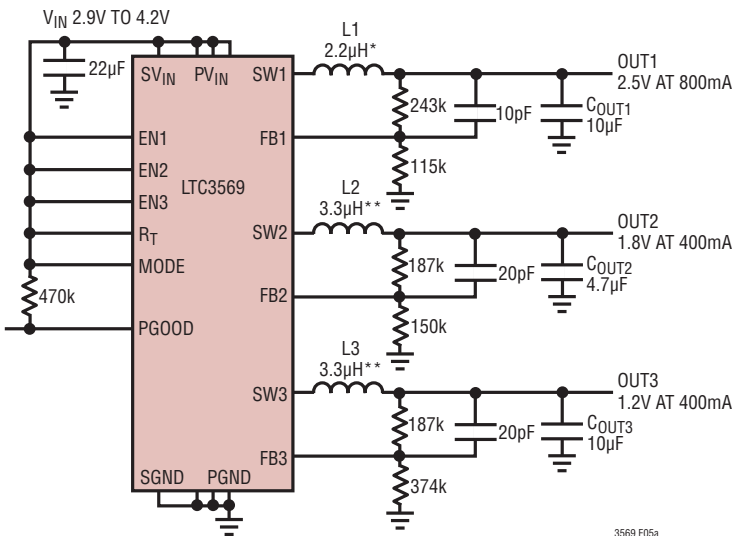 VIN 2.9V TO 4.2V
22µF
SVIN
PVIN
SW1
L1
2.2µH*
OUT1
2.5V AT 800mA
243k
10pF
COUT1
10µF
EN1
FB1
115k
EN2
LTC3569
EN3
L2
3.3µH**
RT
SW2
OUT2
1.8V AT 400mA
MODE
187k
20pF
COUT2
4.7µF
470k
FB2
PGOOD
150k
L3
3.3µH**
SW3
OUT3
1.2V AT 400mA
187k
20pF
COUT3
10µF
FB3
SGND
PGND
374k
3569 F05a